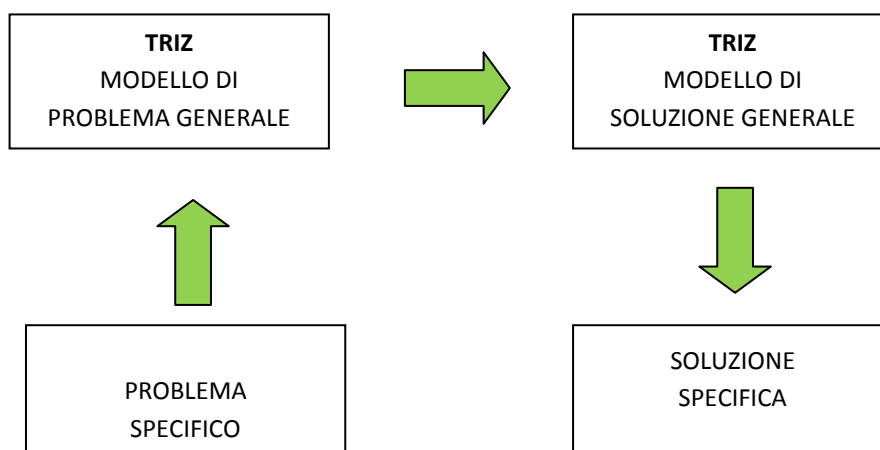 TRIZ
MODELLO DI
PROBLEMA GENERALE
TRIZ
MODELLO DI
SOLUZIONE GENERALE
PROBLEMA
SPECIFICO
SOLUZIONE
SPECIFICA